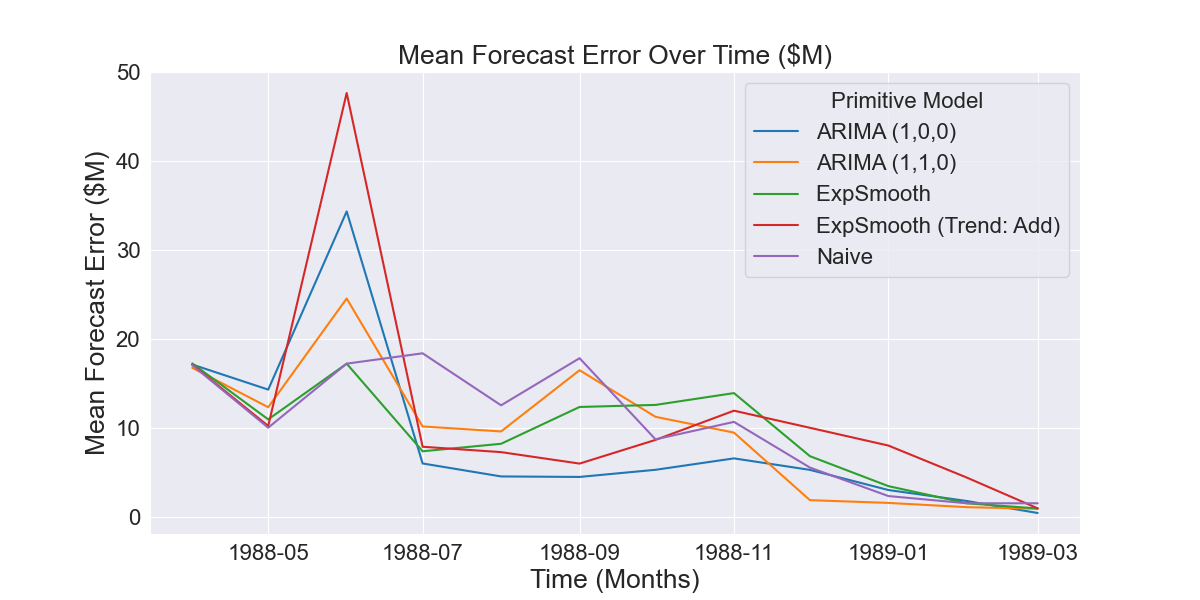 Mean Forecast Error Over Time ($M)
Mean Forecast Error ($M)
50
40
30
20
10
0
Primitive Model
ARIMA (1,0,0)
ARIMA (1,1,0)
ExpSmooth
ExpSmooth (Trend: Add)
Naive
1988-05
1988-07
1988-09
1988-11
1989-01
1989-03
Time (Months)